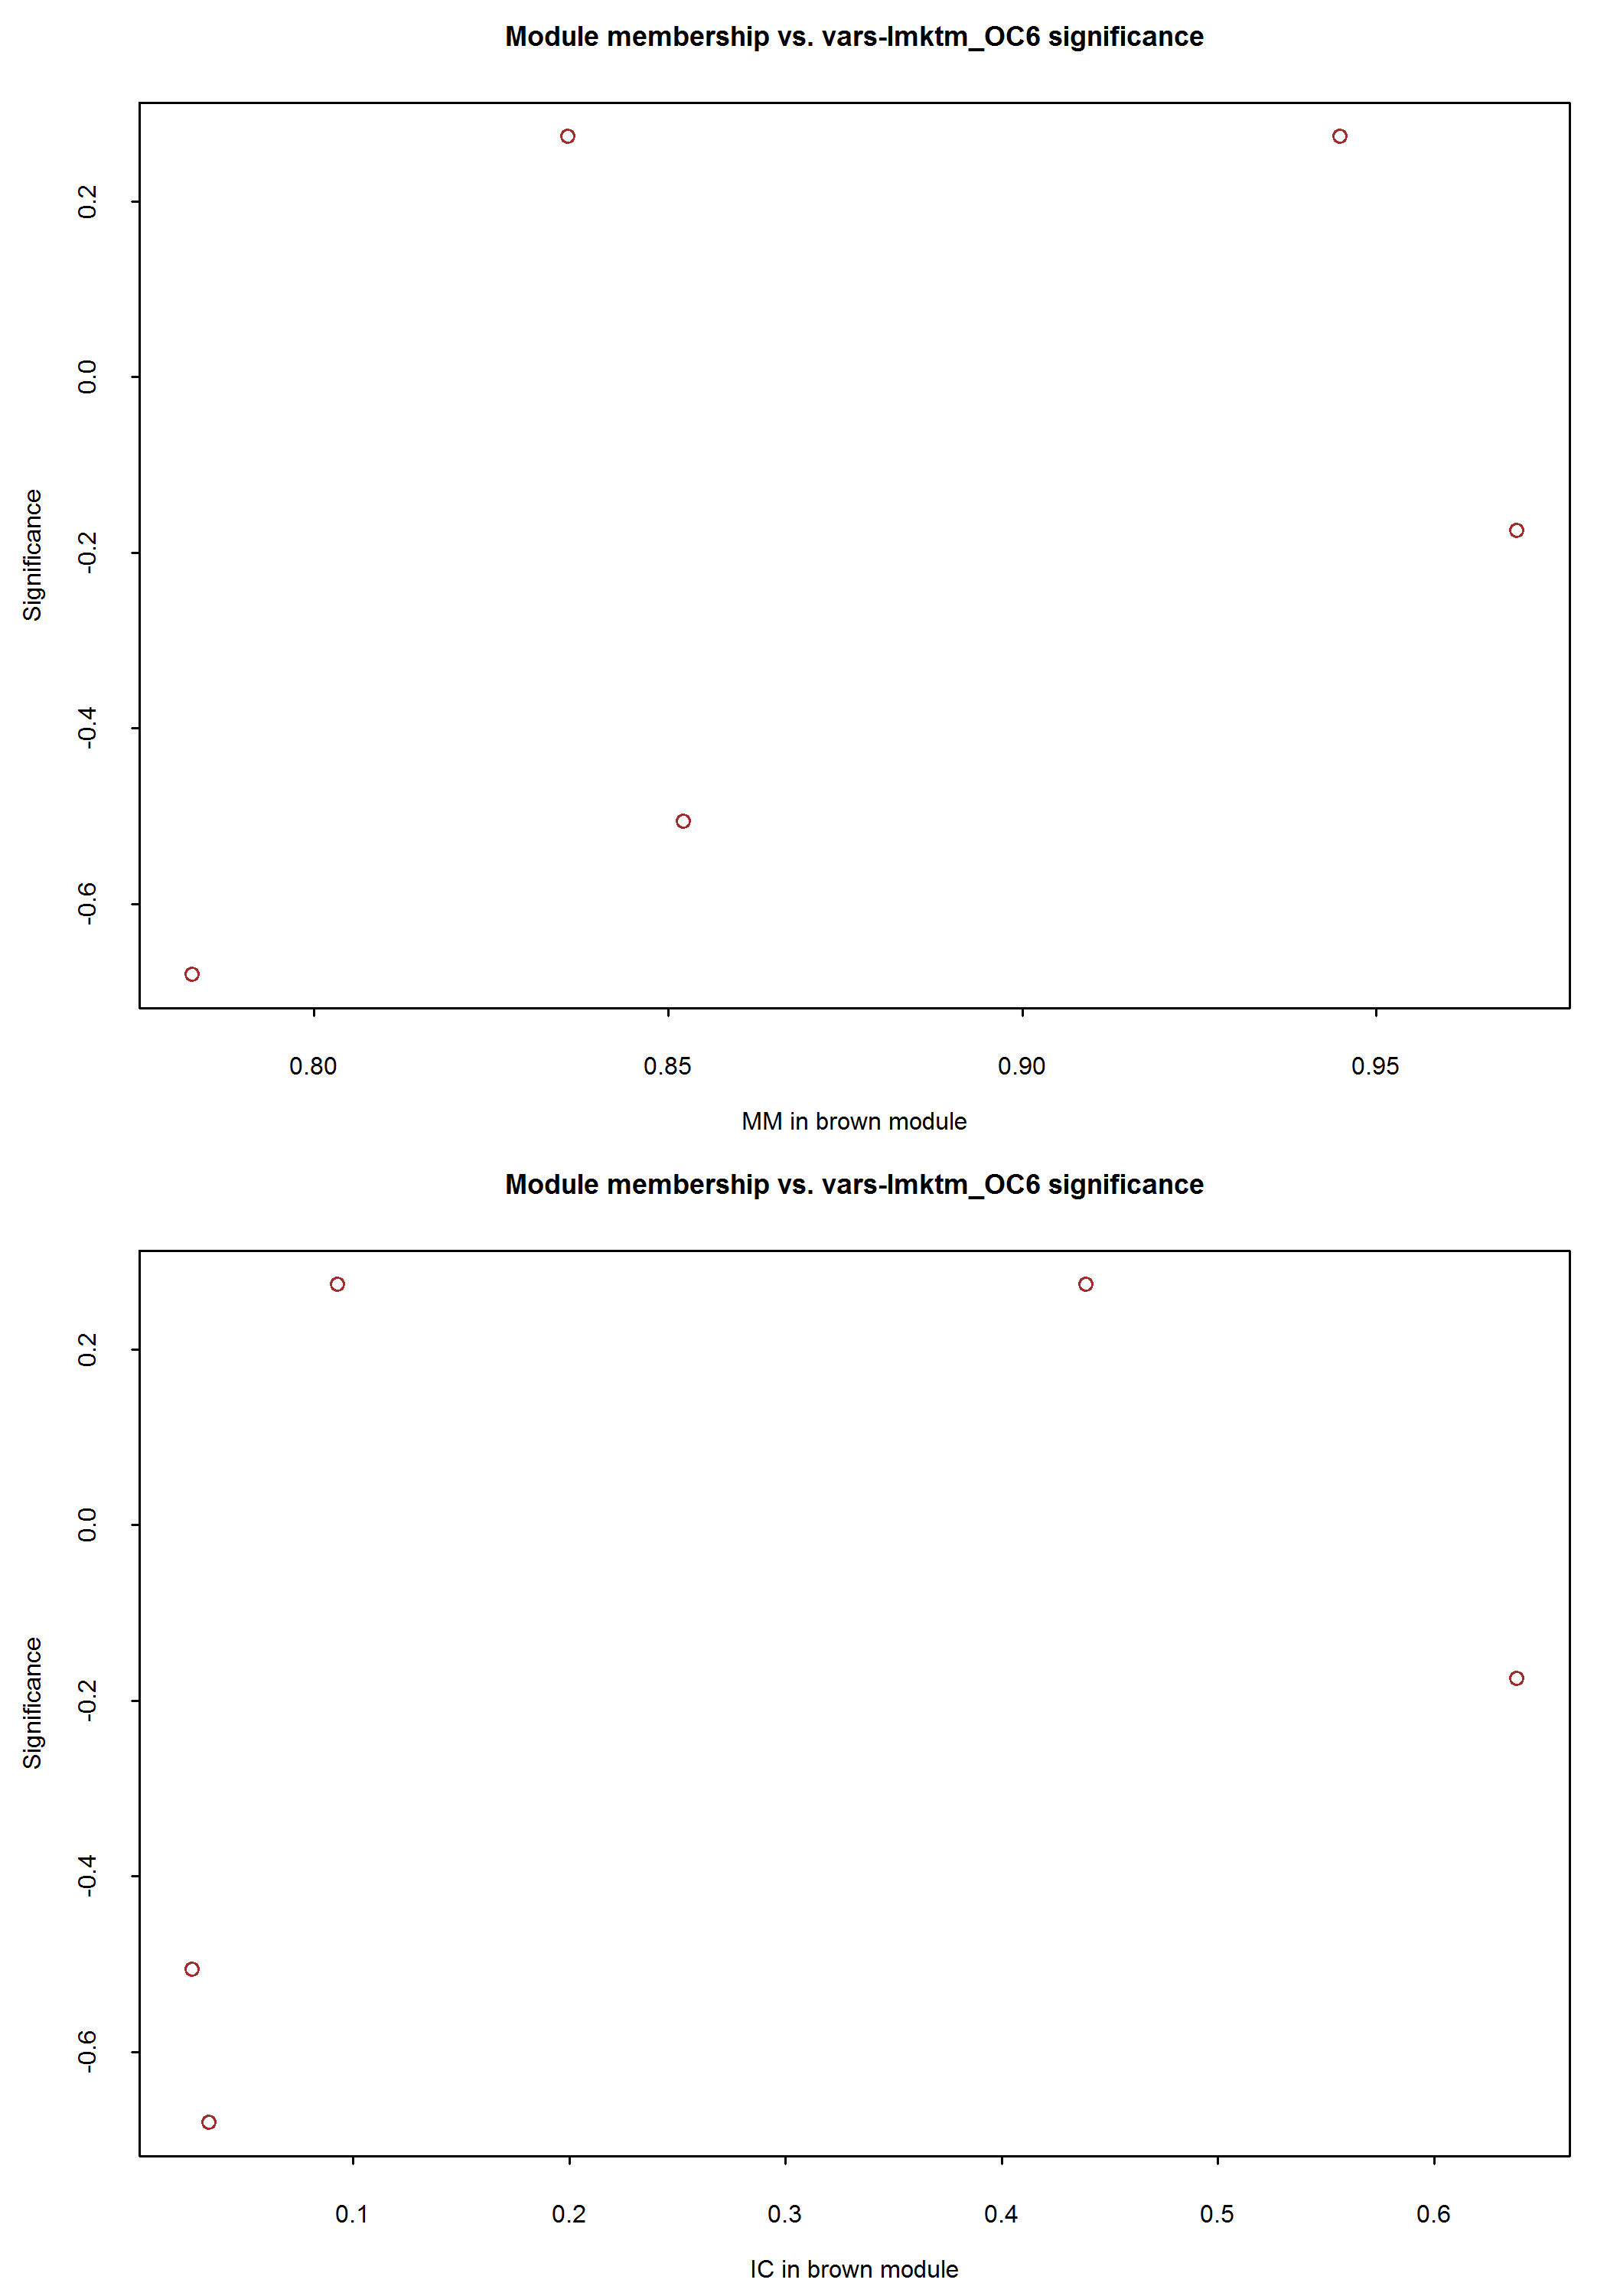 Module membership vs. vars-lmktm_OC6 significance
0.2
0.0
-0.2
-0.4
-0.6
Significance
0.80 0.85 0.90 0.95
MM in brown module
Module membership vs. vars-lmktm_OC6 significance
0.2
0.0
-0.2
-0.4
-0.6
Significance
0.1 0.2 0.3 0.4 0.5 0.6
IC in brown module